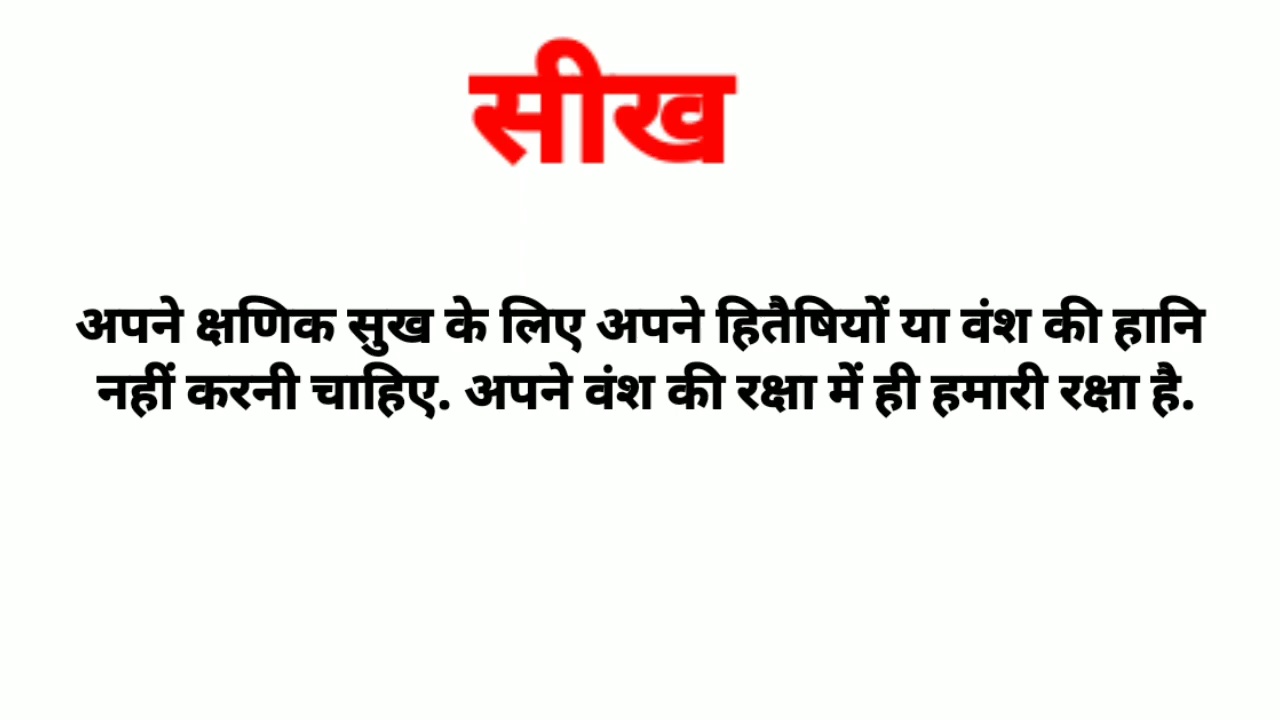 सीख
अपने क्षणिक सुख के लिए अपने हितैषियों या वंश की हानि
नहीं करनी चाहिए. अपने वंश की रक्षा में ही हमारी रक्षा है.